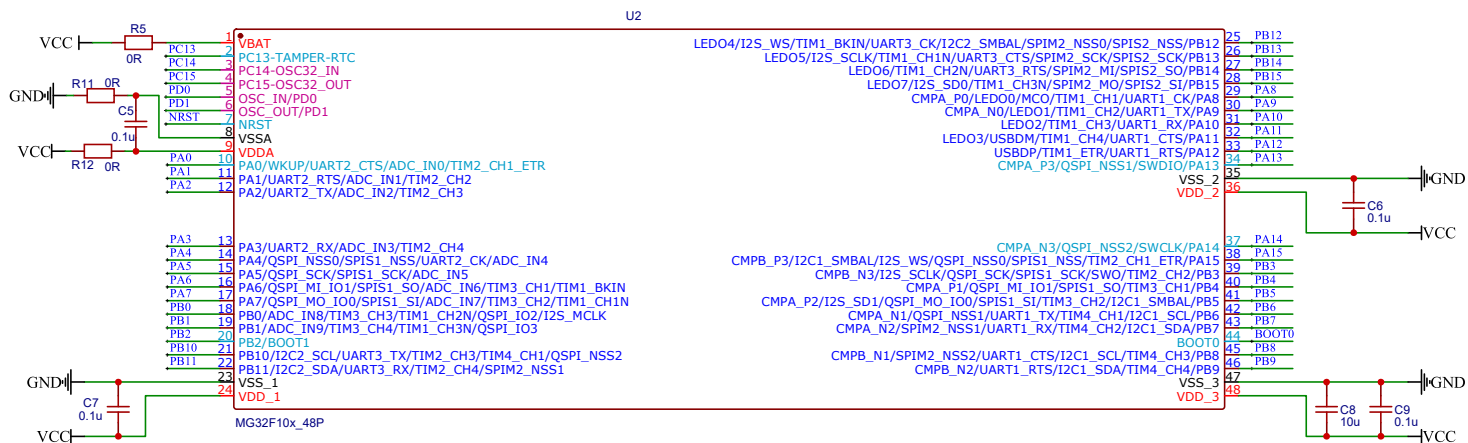 U2
VCC R5 0R 1 VBAT
PC13 2 PC13-TAMPER-RTC
PC14 3 PC14-OSC32_IN
PC15 4 PC15-OSC32_OUT
GND R11 0R PD0 5 OSC_IN/PD0
PD1 6 OSC_OUT/PD1
C5 0.1u NRST 7 NRST
8 VSSA
VCC R12 0R 9 VDDA
PA0 10 PA0/WKUP/UART2_CTS/ADC_IN0/TIM2_CH1_ETR
PA1 11 PA1/UART2_RTS/ADC_IN1/TIM2_CH2
PA2 12 PA2/UART2_TX/ADC_IN2/TIM2_CH3
PA3 13 PA3/UART2_RX/ADC_IN3/TIM2_CH4
PA4 14 PA4/QSPI_NSS0/SPIS1_NSS/UART2_CK/ADC_IN4
PA5 15 PA5/QSPI_SCK/SPIS1_SCK/ADC_IN5
PA6 16 PA6/QSPI_MI_IO1/SPIS1_SO/ADC_IN6/TIM3_CH1/TIM1_BKIN
PA7 17 PA7/QSPI_MO_IO0/SPIS1_SI/ADC_IN7/TIM3_CH2/TIM1_CH1N
PB0 18 PB0/ADC_IN8/TIM3_CH3/TIM1_CH2N/QSPI_IO2/I2S_MCLK
PB1 19 PB1/ADC_IN9/TIM3_CH4/TIM1_CH3N/QSPI_IO3
PB2 20 PB2/BOOT1
PB10 21 PB10/I2C2_SCL/UART3_TX/TIM2_CH3/TIM4_CH1/QSPI_NSS2
PB11 22 PB11/I2C2_SDA/UART3_RX/TIM2_CH4/SPIM2_NSS1
GND 23 VSS_1
C7 0.1u 24 VDD_1
VCC
LEDO4/I2S_WS/TIM1_BKIN/UART3_CK/I2C2_SMBAL/SPIM2_NSS0/SPIS2_NSS/PB12 25 PB12
LEDO5/I2S_SCLK/TIM1_CH1N/UART3_CTS/SPIM2_SCK/SPIS2_SCK/PB13 26 PB13
LEDO6/TIM1_CH2N/UART3_RTS/SPIM2_MI/SPIS2_SO/PB14 27 PB14
LEDO7/I2S_SD0/TIM1_CH3N/SPIM2_MO/SPIS2_SI/PB15 28 PB15
CMPA_P0/LEDO0/MCO/TIM1_CH1/UART1_CK/PA8 29 PA8
CMPA_N0/LEDO1/TIM1_CH2/UART1_TX/PA9 30 PA9
LEDO2/TIM1_CH3/UART1_RX/PA10 31 PA10
LEDO3/USBDM/TIM1_CH4/UART1_CTS/PA11 32 PA11
USBDP/TIM1_ETR/UART1_RTS/PA12 33 PA12
CMPA_P3/QSPI_NSS1/SWDIO/PA13 34 PA13
VSS_2 35 GND
VDD_2 36 C6 0.1u
VCC
CMPA_N3/QSPI_NSS2/SWCLK/PA14 37 PA14
CMPB_P3/I2C1_SMBAL/I2S_WS/QSPI_NSS0/SPIS1_NSS/TIM2_CH1_ETR/PA15 38 PA15
CMPB_N3/I2S_SCLK/QSPI_SCK/SPIS1_SCK/SWO/TIM2_CH2/PB3 39 PB3
CMPA_P1/QSPI_MI_IO1/SPIS1_SO/TIM3_CH1/PB4 40 PB4
CMPA_P2/I2S_SD1/QSPI_MO_IO0/SPIS1_SI/TIM3_CH2/I2C1_SMBAL/PB5 41 PB5
CMPA_N1/QSPI_NSS1/UART1_TX/TIM4_CH1/I2C1_SCL/PB6 42 PB6
CMPA_N2/SPIM2_NSS1/UART1_RX/TIM4_CH2/I2C1_SDA/PB7 43 PB7
BOOT0 44 BOOT0
CMPB_N1/SPIM2_NSS2/UART1_CTS/I2C1_SCL/TIM4_CH3/PB8 45 PB8
CMPB_N2/UART1_RTS/I2C1_SDA/TIM4_CH4/PB9 46 PB9
VSS_3 47 GND
VDD_3 48 C8 10u C9 0.1u
VCC
MG32F10x_48P